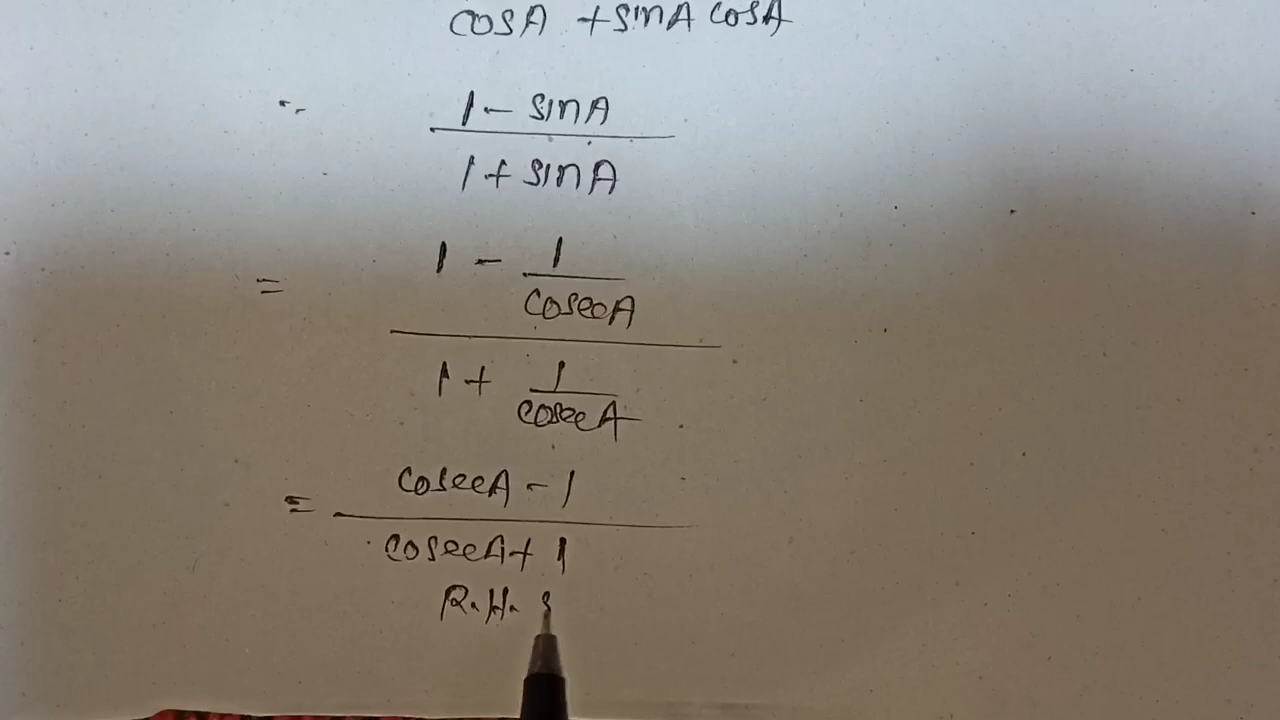 cosA + sinA cosA
∵ 1 - sinA
1 + sinA
= 1 - 1
cosecA
1 + 1
cosecA
= cosecA - 1
cosecA + 1
R.H.S